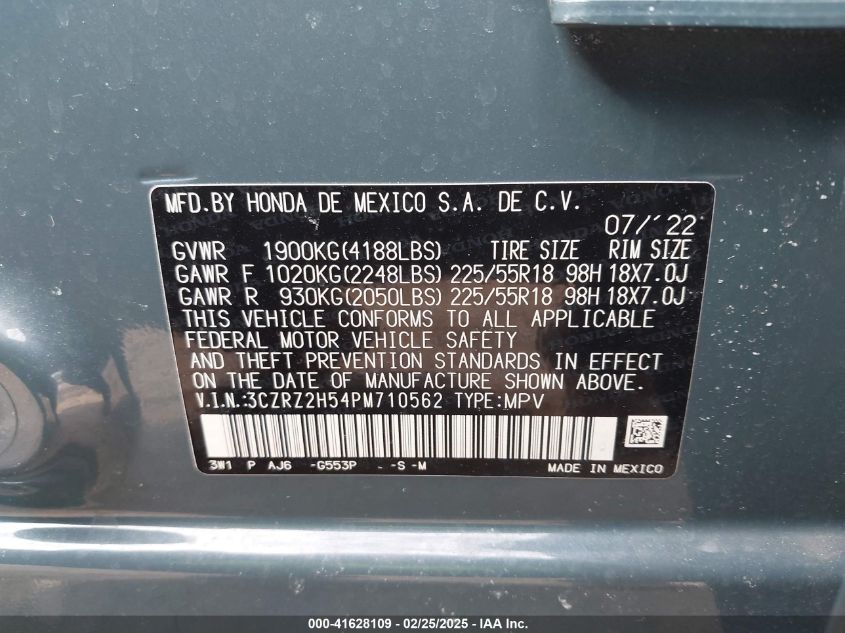 MFD.BY HONDA DE MEXICO S.A. DE C.V.
07/'22
GVWR 1900KG(4188LBS) TIRE SIZE RIM SIZE
GAWR F 1020KG(2248LBS) 225/55R18 98H 18X7.0J
GAWR R 930KG(2050LBS) 225/55R18 98H 18X7.0J
THIS VEHICLE CONFORMS TO ALL APPLICABLE
FEDERAL MOTOR VEHICLE SAFETY
AND THEFT PREVENTION STANDARDS IN EFFECT
ON THE DATE OF MANUFACTURE SHOWN ABOVE.
V.I.N.:3CZRZ2H54PM710562 TYPE:MPV
3W1 P AJ6 -G553P - -S -M MADE IN MEXICO
000-41628109 - 02/25/2025 - IAA Inc.